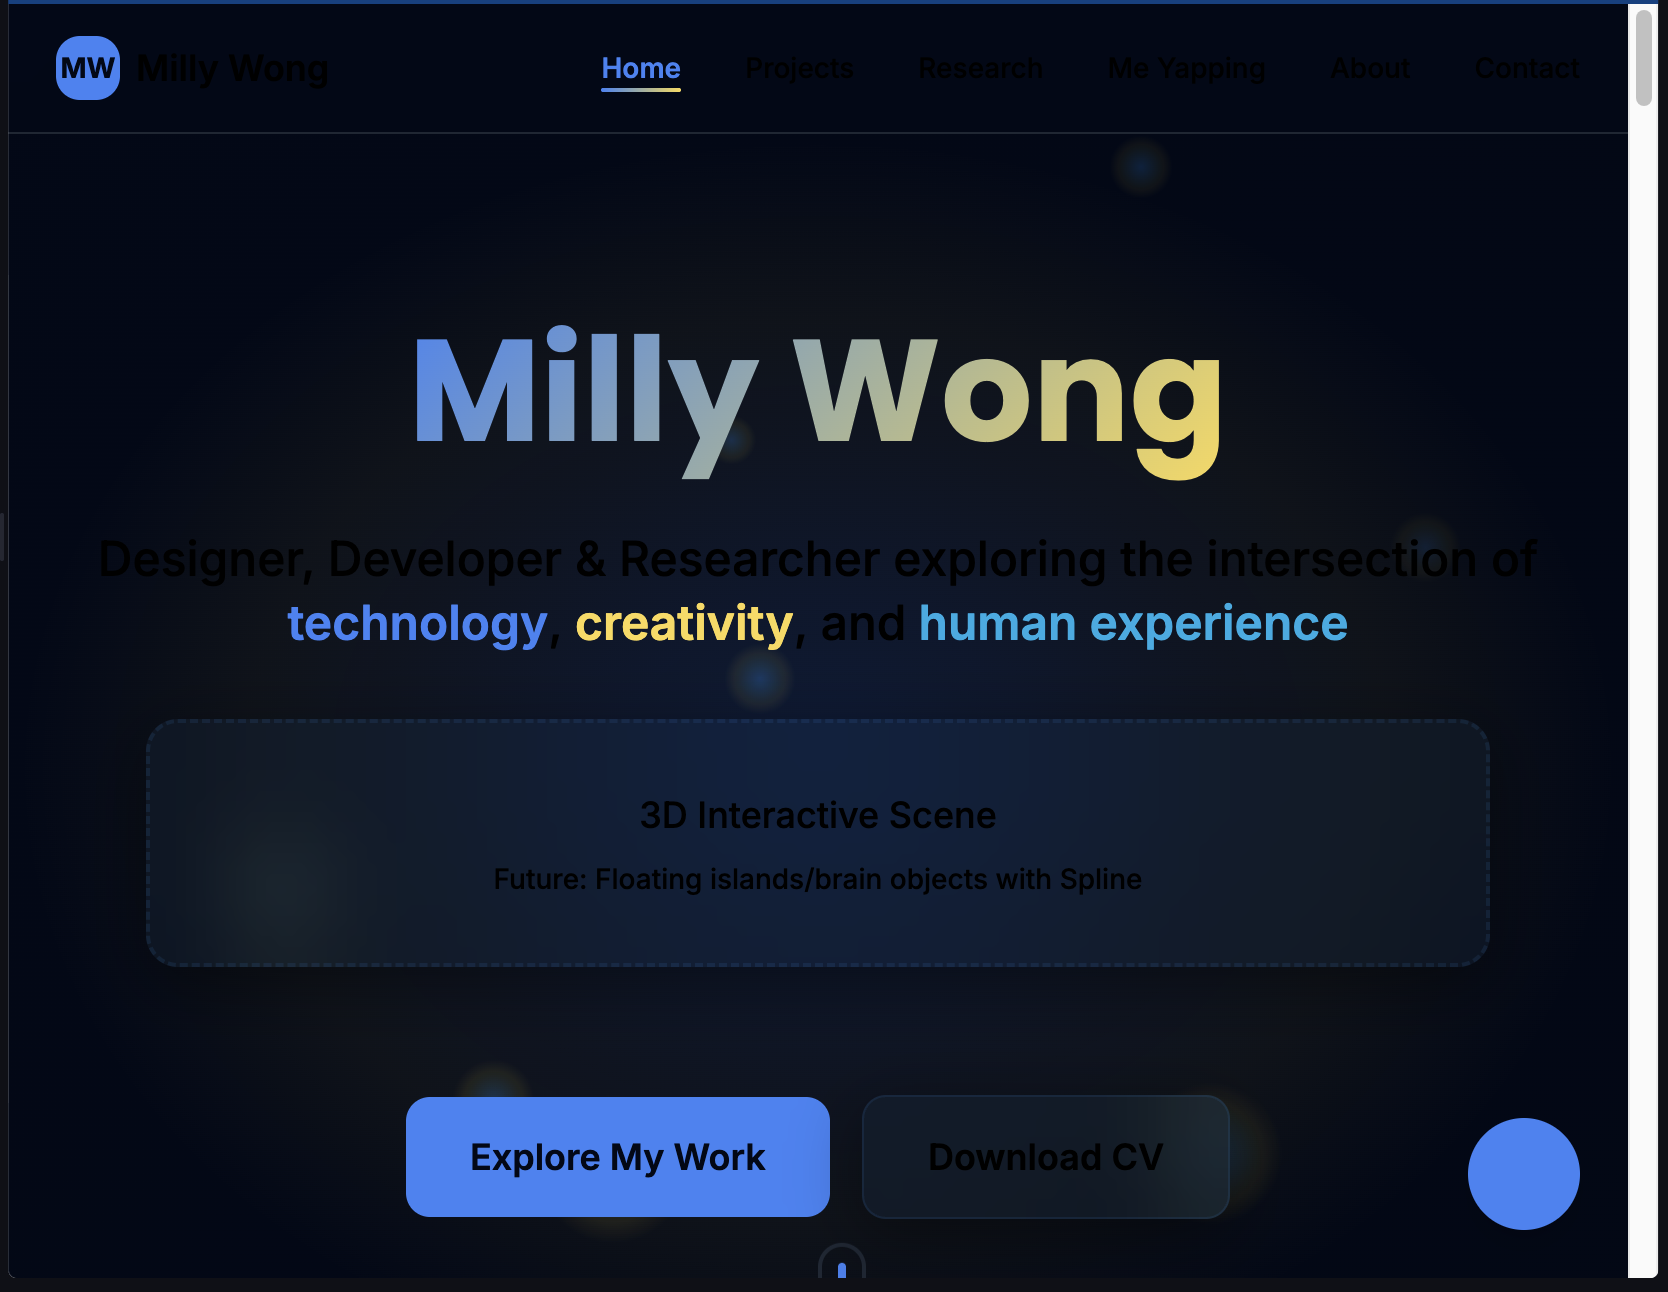 MW Milly Wong Home Projects Research Me Yapping About Contact
Milly Wong
Designer, Developer & Researcher exploring the intersection of
technology, creativity, and human experience
3D Interactive Scene
Future: Floating islands/brain objects with Spline
Explore My Work Download CV